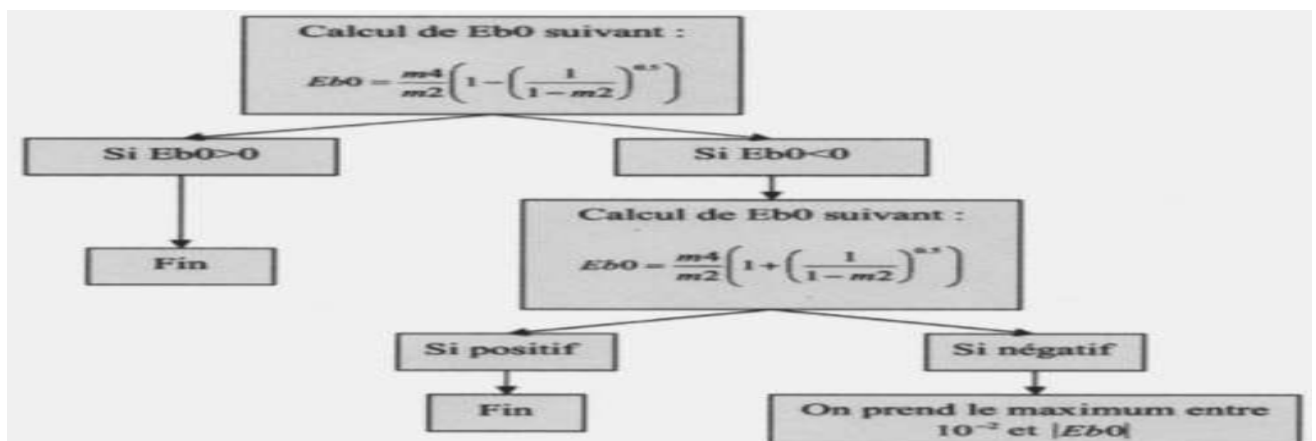 Calcul de Eb0 suivant :
Eb0 = m4/m2 (1 − (1/(1 − m2))^0.5)
Si Eb0>0
Si Eb0<0
Calcul de Eb0 suivant :
Fin
Eb0 = m4/m2 (1 + (1/(1 − m2))^0.5)
Si positif
Si négatif
Fin
On prend le maximum entre
10⁻² et |Eb0|